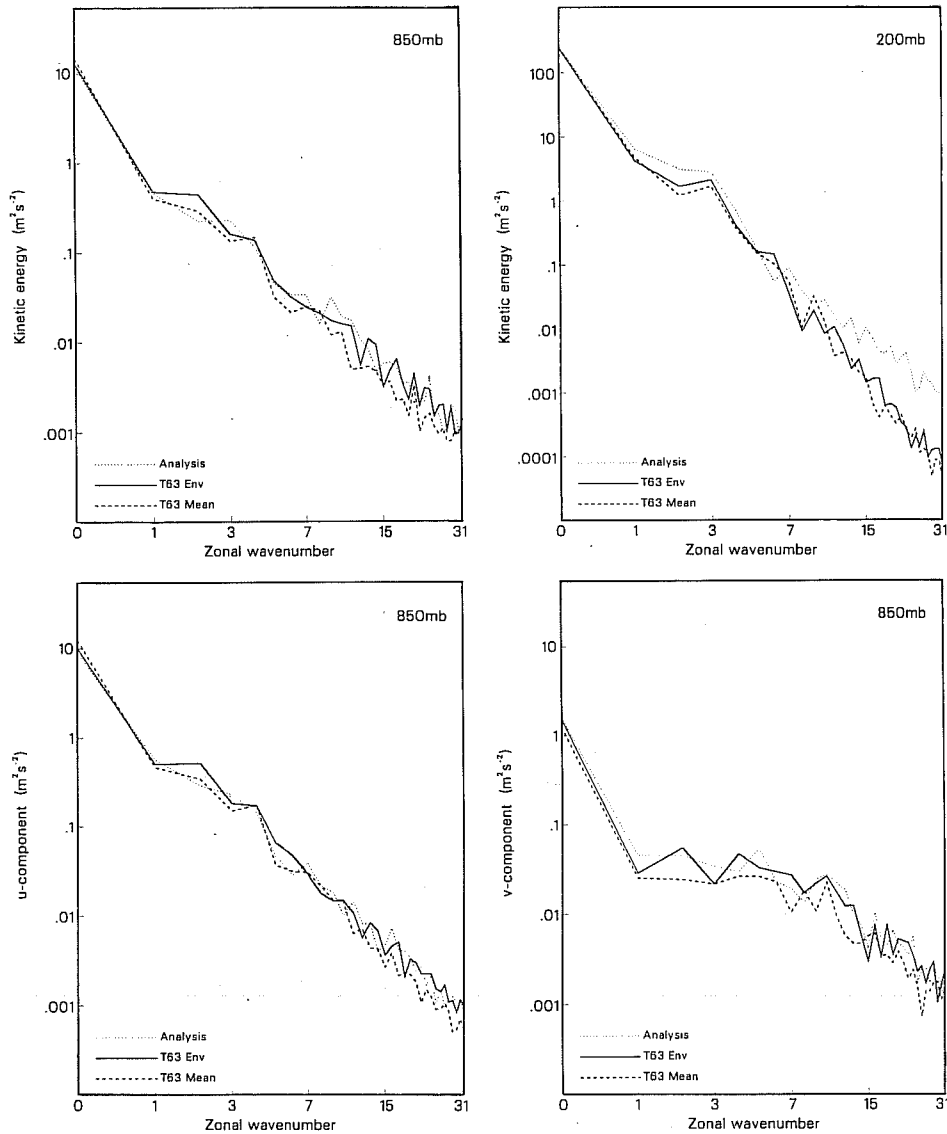 850mb
10
1
.1
.01
.001
Kinetic energy (m²s⁻²)
Analysis
T63 Env
T63 Mean
0 1 3 7 15 31
Zonal wavenumber
200mb
100
10
1
.1
.01
.001
.0001
Kinetic energy (m²s⁻²)
Analysis
T63 Env
T63 Mean
0 1 3 7 15 31
Zonal wavenumber
850mb
10
1
.1
.01
.001
u-component (m²s⁻²)
Analysis
T63 Env
T63 Mean
0 1 3 7 15 31
Zonal wavenumber
850mb
10
1
.1
.01
.001
v-component (m²s⁻²)
Analysis
T63 Env
T63 Mean
0 1 3 7 15 31
Zonal wavenumber